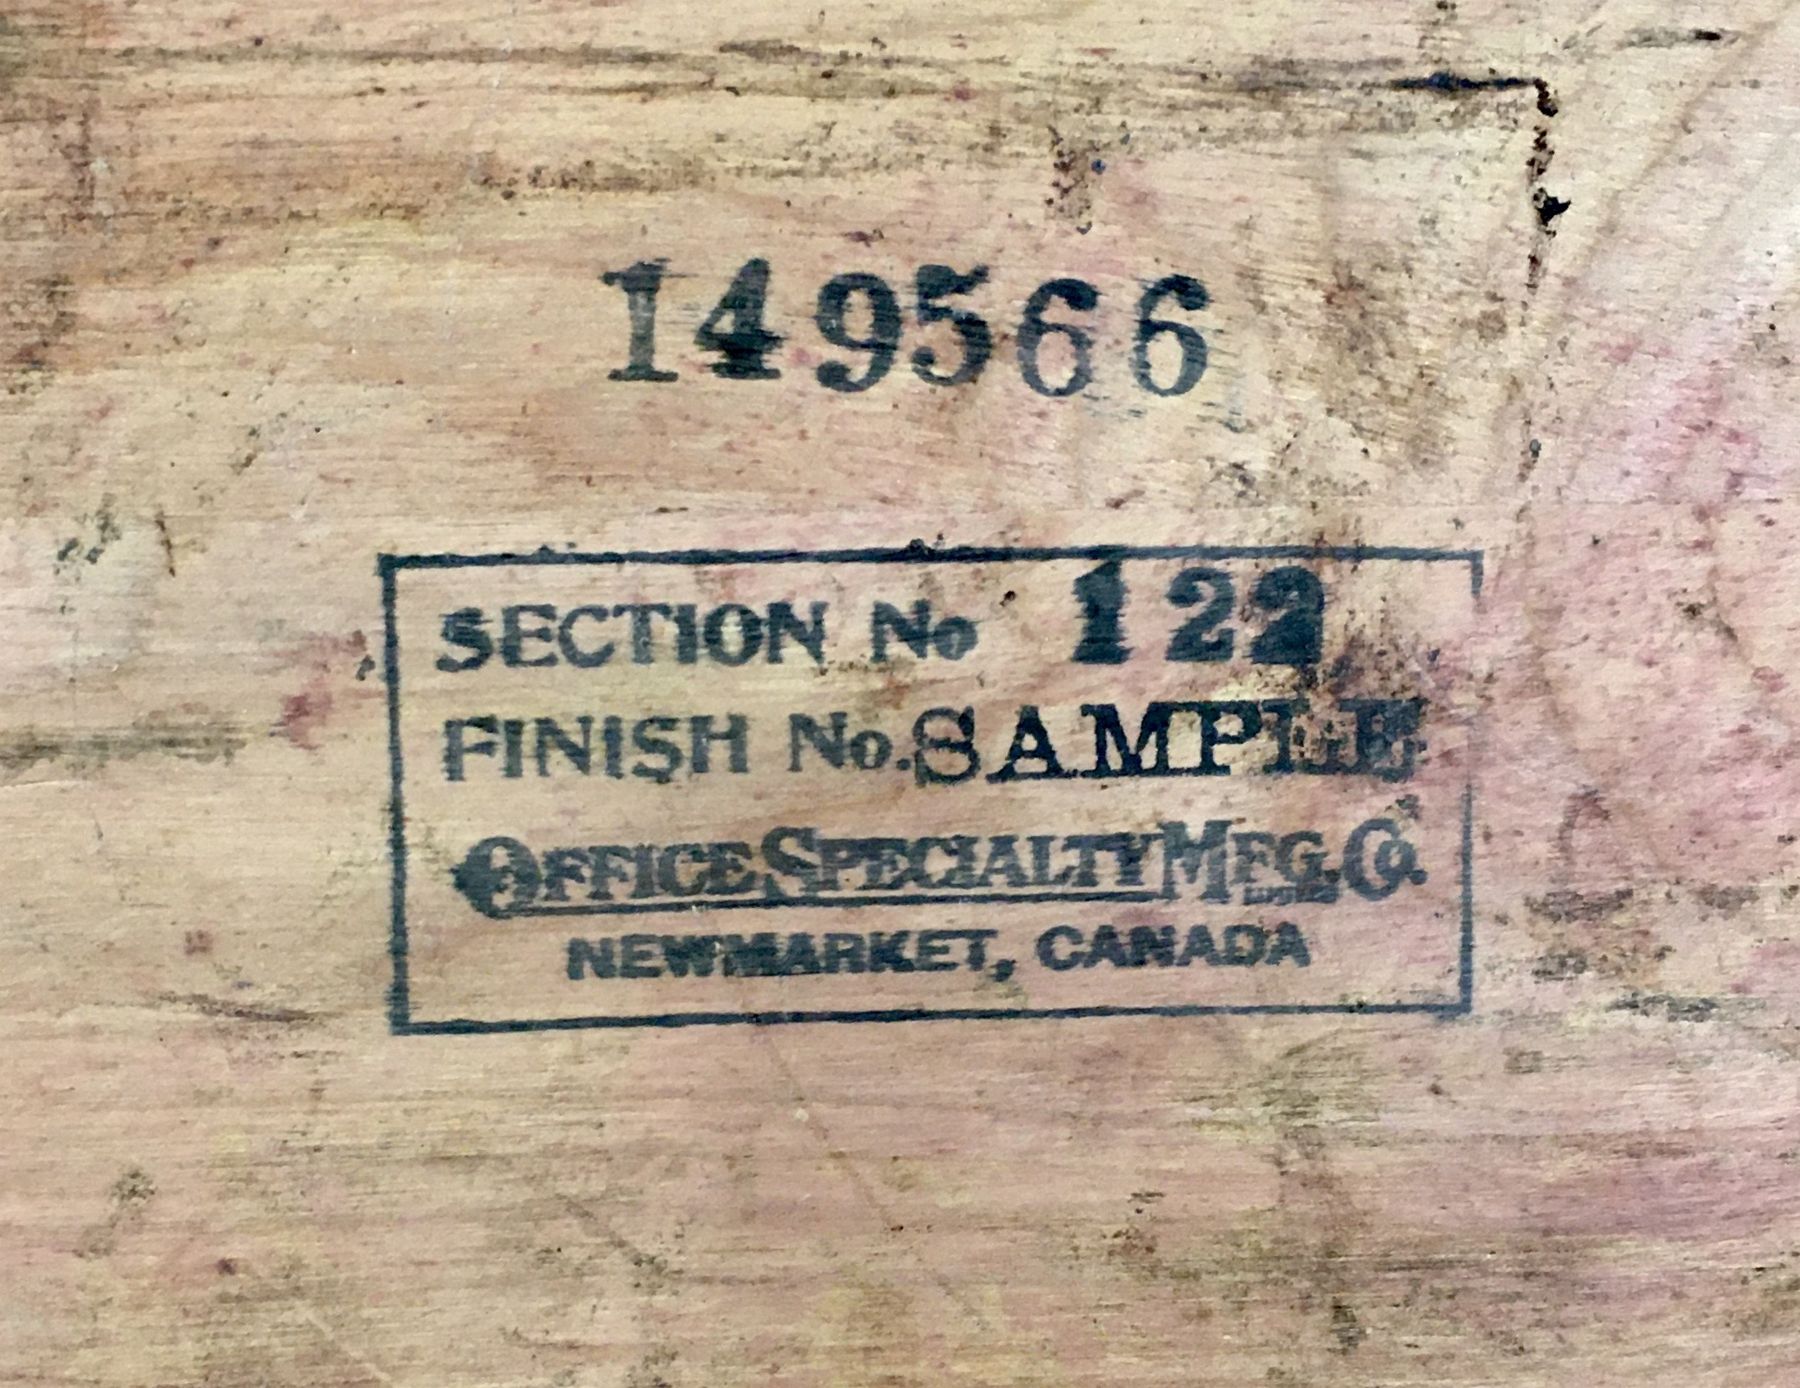 149566
SECTION No 122
FINISH No. SAMPLE
OFFICE SPECIALTY MFG. CO.
NEWMARKET, CANADA